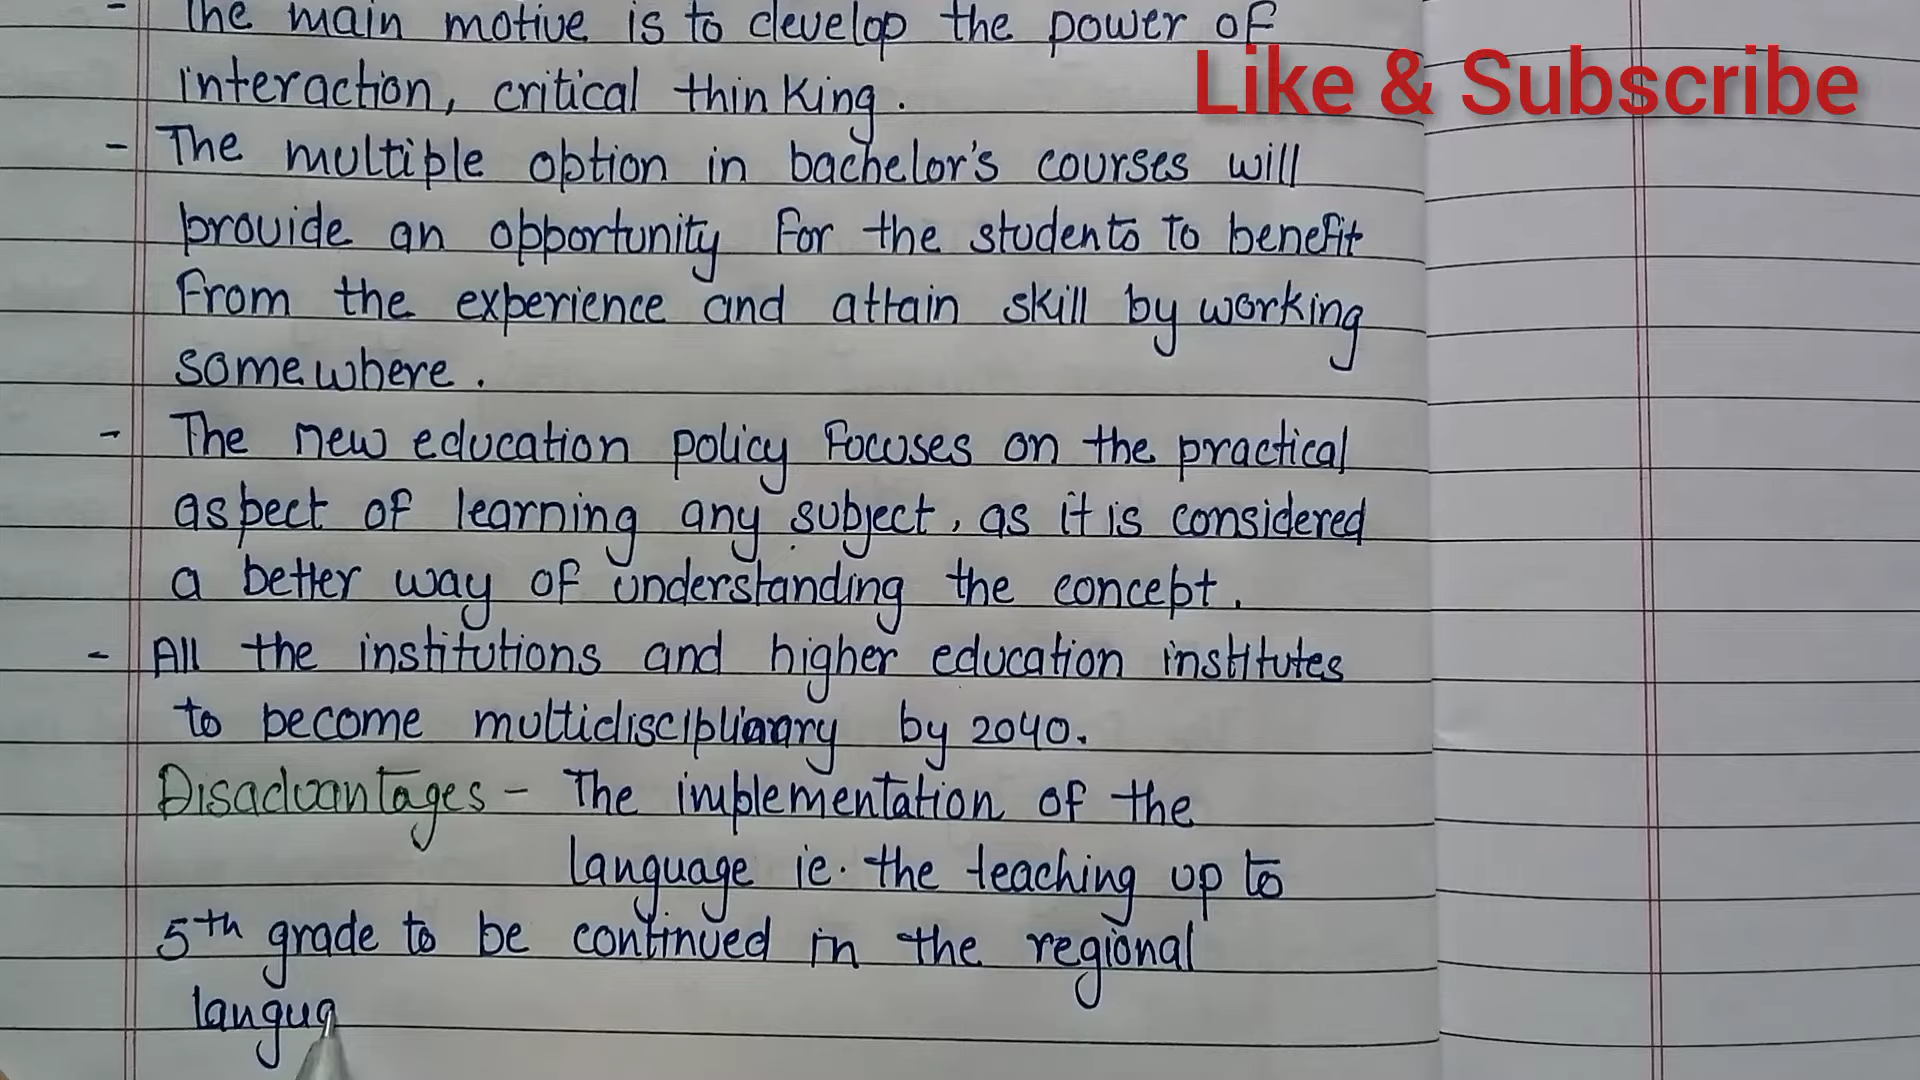 - The main motive is to develop the power of
Like & Subscribe
interaction, critical thinking.
- The multiple option in bachelor's courses will
provide an opportunity for the students to benefit
from the experience and attain skill by working
somewhere.
- The new education policy focuses on the practical
aspect of learning any subject, as it is considered
a better way of understanding the concept.
- All the institutions and higher education institutes
to become multidisciplinary by 2040.
Disadvantages - The implementation of the
language ie. the teaching up to
5th grade to be continued in the regional
langua